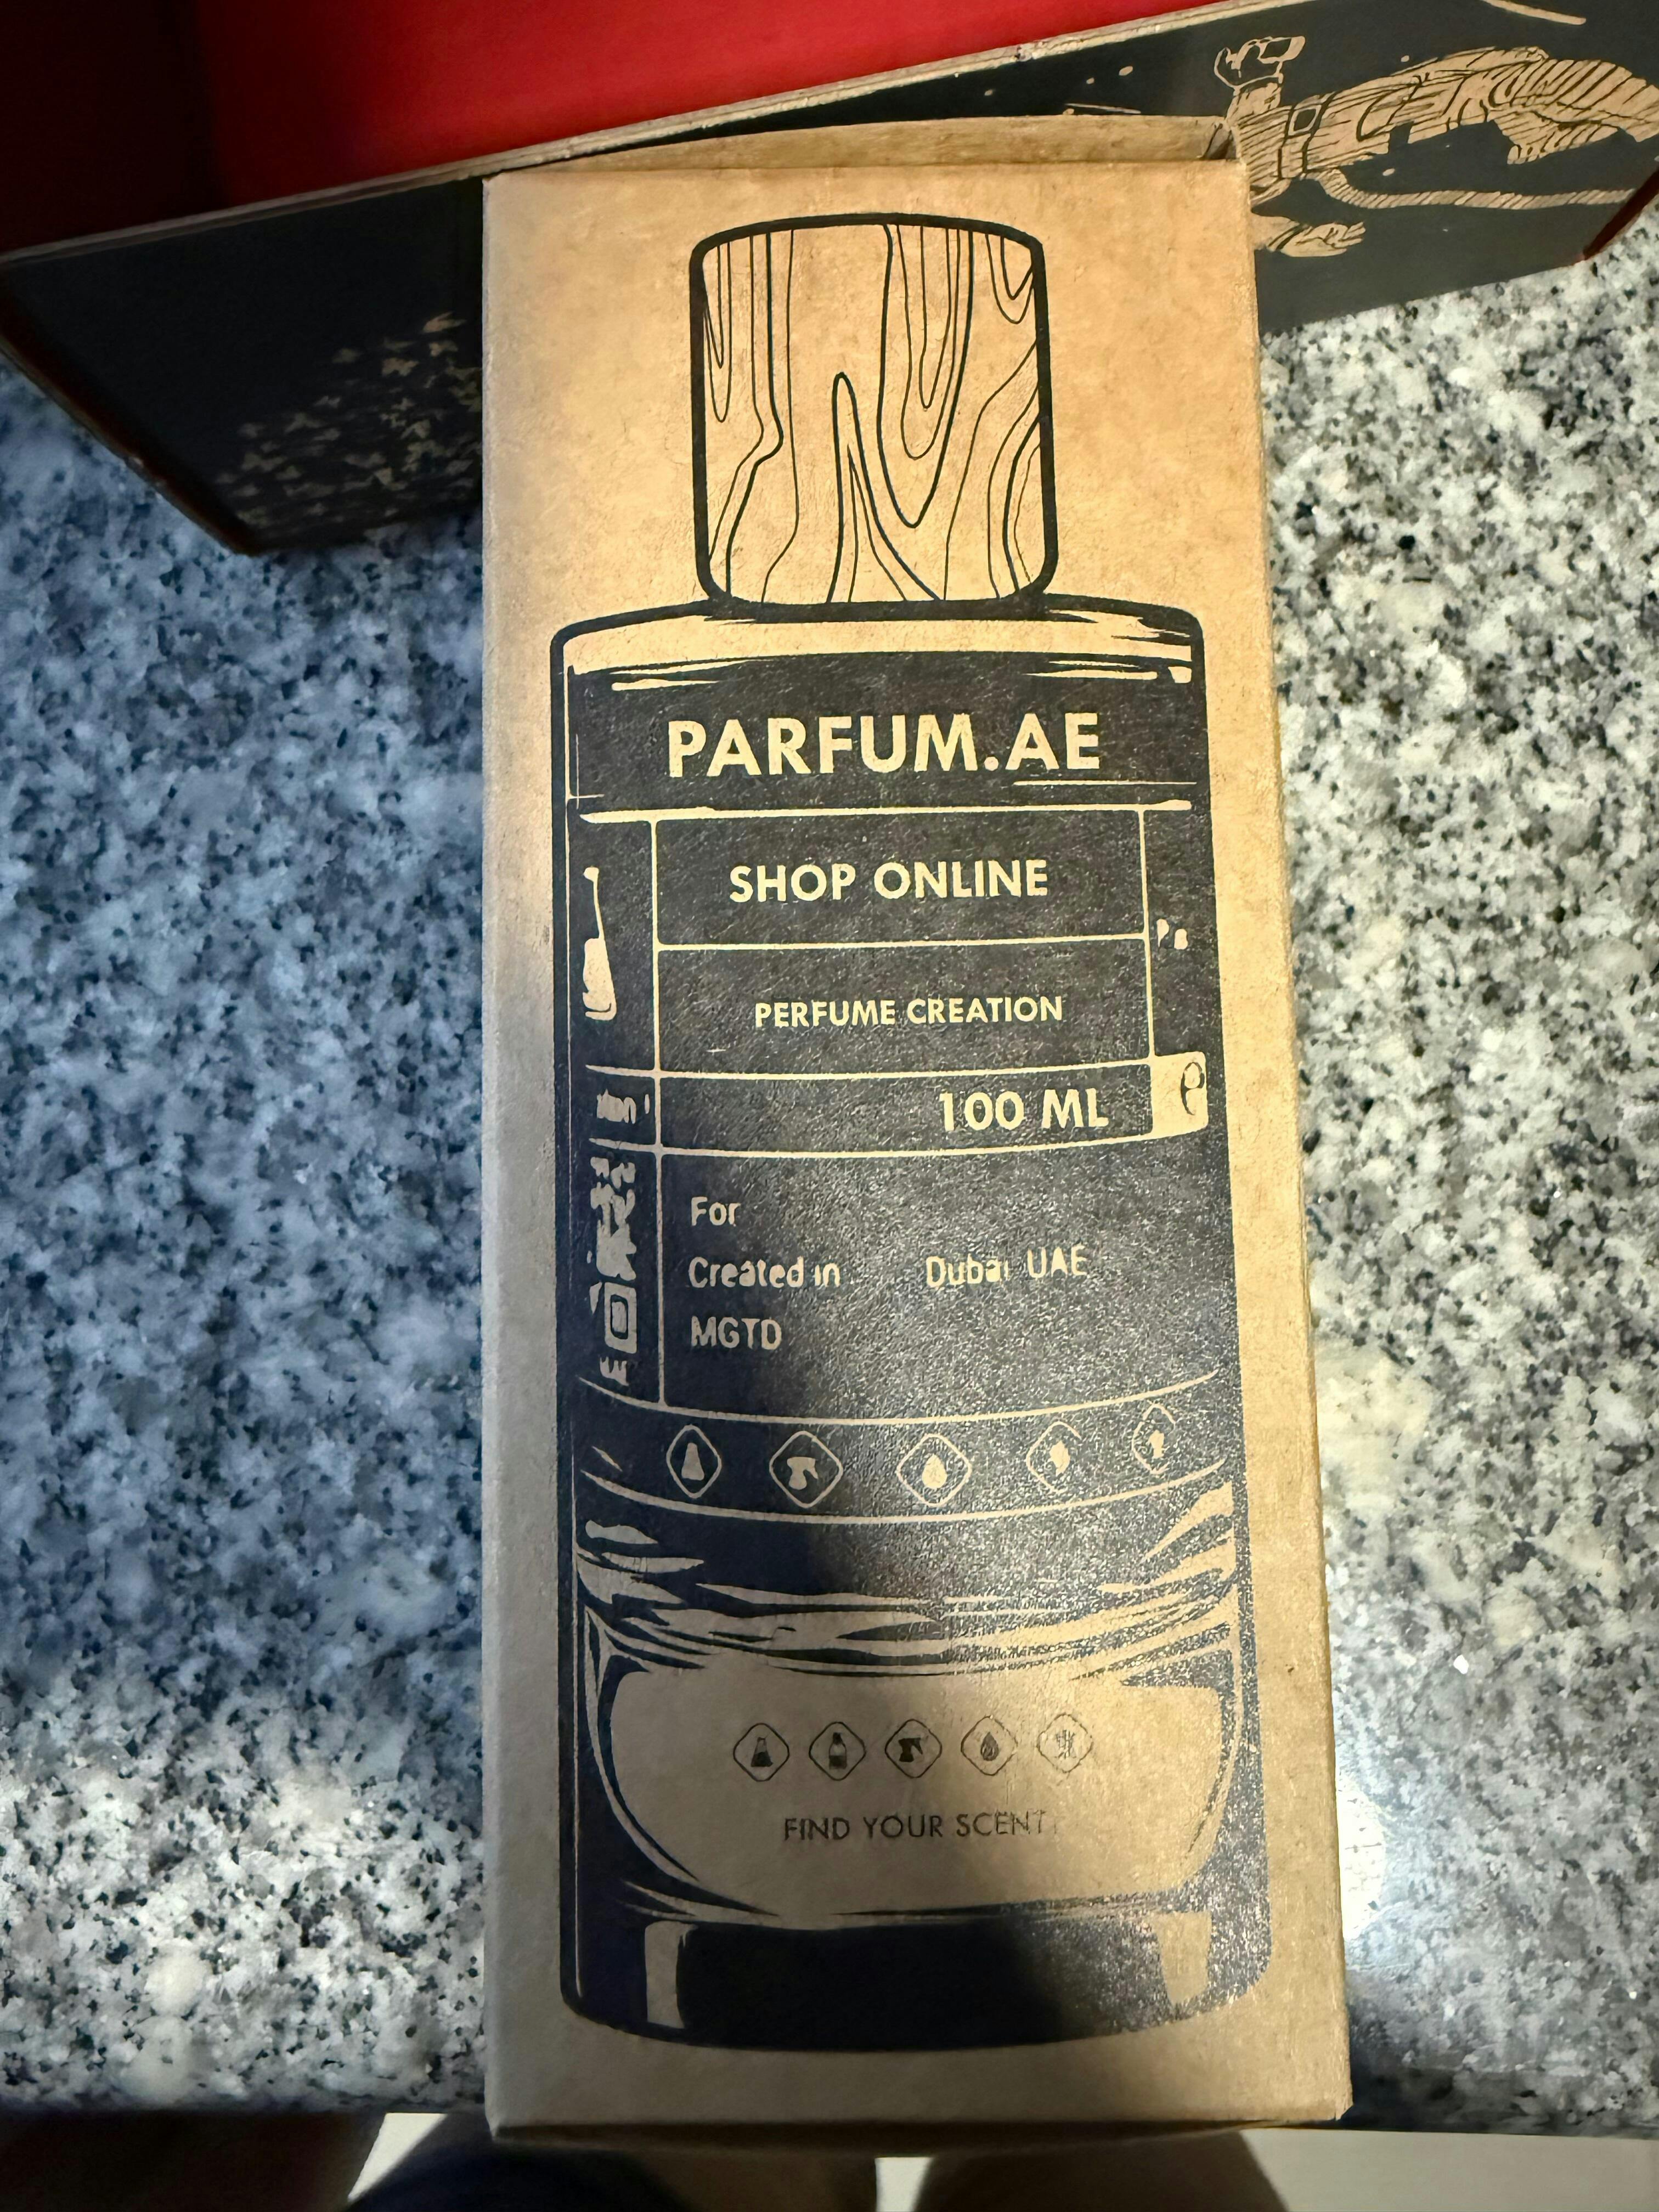 PARFUM.AE
SHOP ONLINE
PERFUME CREATION
100 ML
e
For
Created in Dubai UAE
MGTD
FIND YOUR SCENT